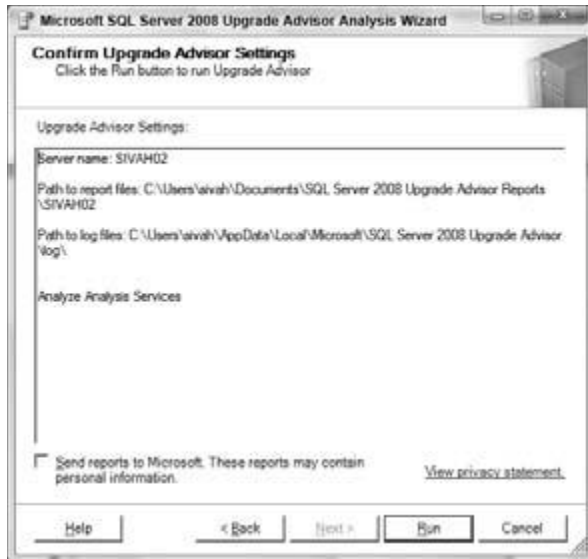 Microsoft SQL Server 2008 Upgrade Advisor Analysis Wizard
Confirm Upgrade Advisor Settings
Click the Run button to run Upgrade Advisor
Upgrade Advisor Settings:
Server name: SIVAH02
Path to report files: C:\Users\sivah\Documents\SQL Server 2008 Upgrade Advisor Reports
\SIVAH02
Path to log files: C:\Users\sivah\AppData\Local\Microsoft\SQL Server 2008 Upgrade Advisor
\log\
Analyze Analysis Services
Send reports to Microsoft. These reports may contain
personal information.
View privacy statement.
Help
< Back
Next >
Run
Cancel